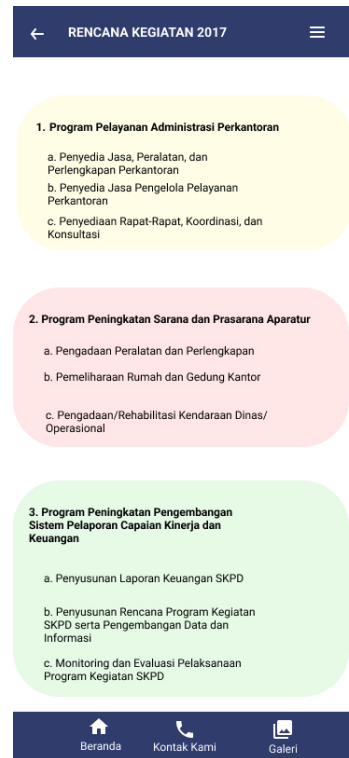 RENCANA KEGIATAN 2017
1. Program Pelayanan Administrasi Perkantoran
a. Penyedia Jasa, Peralatan, dan
Perlengkapan Perkantoran
b. Penyedia Jasa Pengelola Pelayanan
Perkantoran
c. Penyediaan Rapat-Rapat, Koordinasi, dan
Konsultasi
2. Program Peningkatan Sarana dan Prasarana Aparatur
a. Pengadaan Peralatan dan Perlengkapan
b. Pemeliharaan Rumah dan Gedung Kantor
c. Pengadaan/Rehabilitasi Kendaraan Dinas/
Operasional
3. Program Peningkatan Pengembangan
Sistem Pelaporan Capaian Kinerja dan
Keuangan
a. Penyusunan Laporan Keuangan SKPD
b. Penyusunan Rencana Program Kegiatan
SKPD serta Pengembangan Data dan
Informasi
c. Monitoring dan Evaluasi Pelaksanaan
Program Kegiatan SKPD
Beranda
Kontak Kami
Galeri